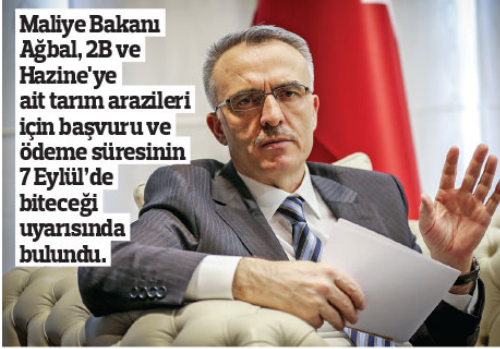 Maliye Bakanı
Ağbal, 2B ve
Hazine'ye
ait tarım arazileri
için başvuru ve
ödeme süresinin
7 Eylül'de
biteceği
uyarısında
bulundu.